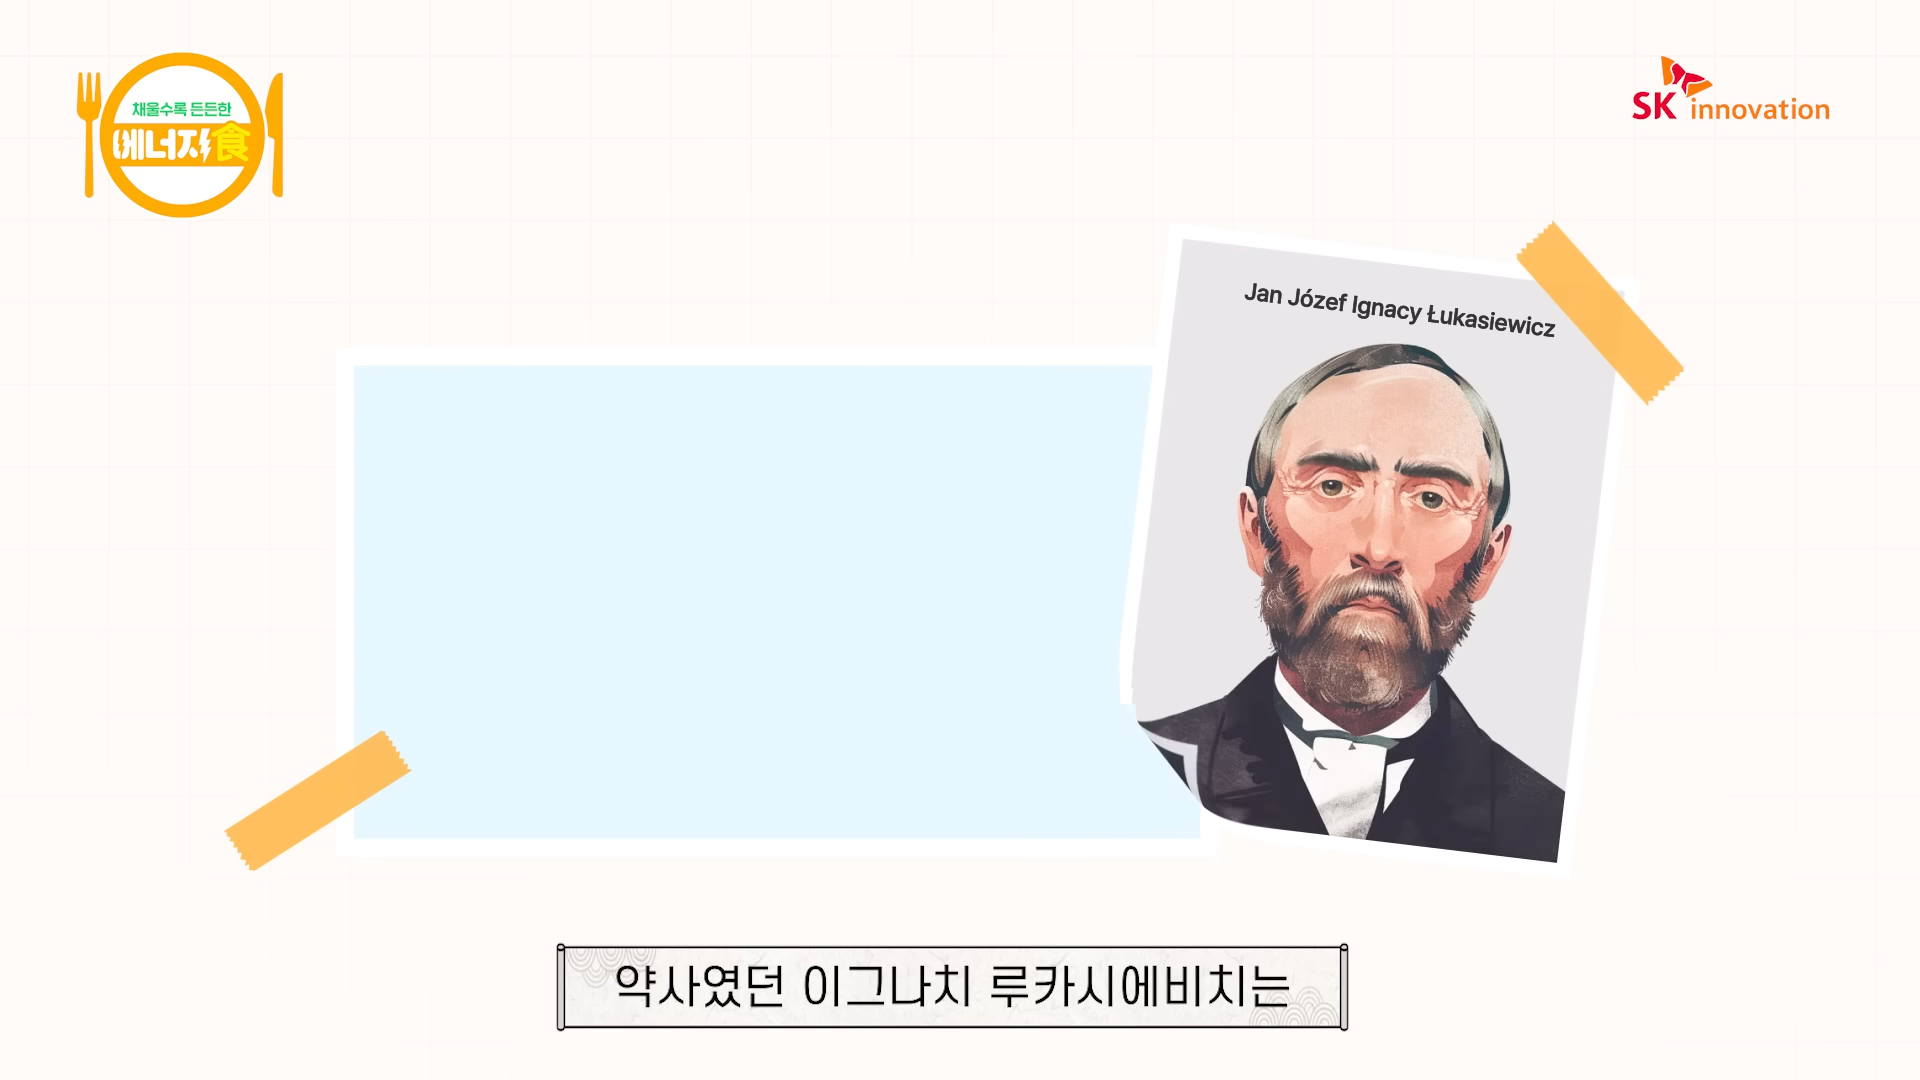 채울수록 든든한
에너지食
SK innovation
Jan Józef Ignacy Łukasiewicz
약사였던 이그나치 루카시에비치는